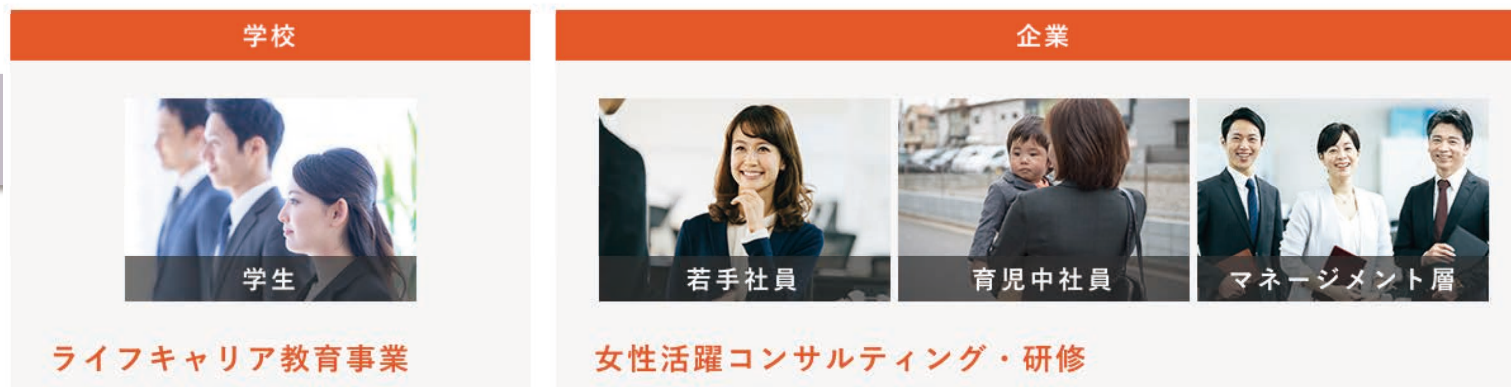 学校
学生
ライフキャリア教育事業
企業
若手社員
育児中社員
マネージメント層
女性活躍コンサルティング・研修